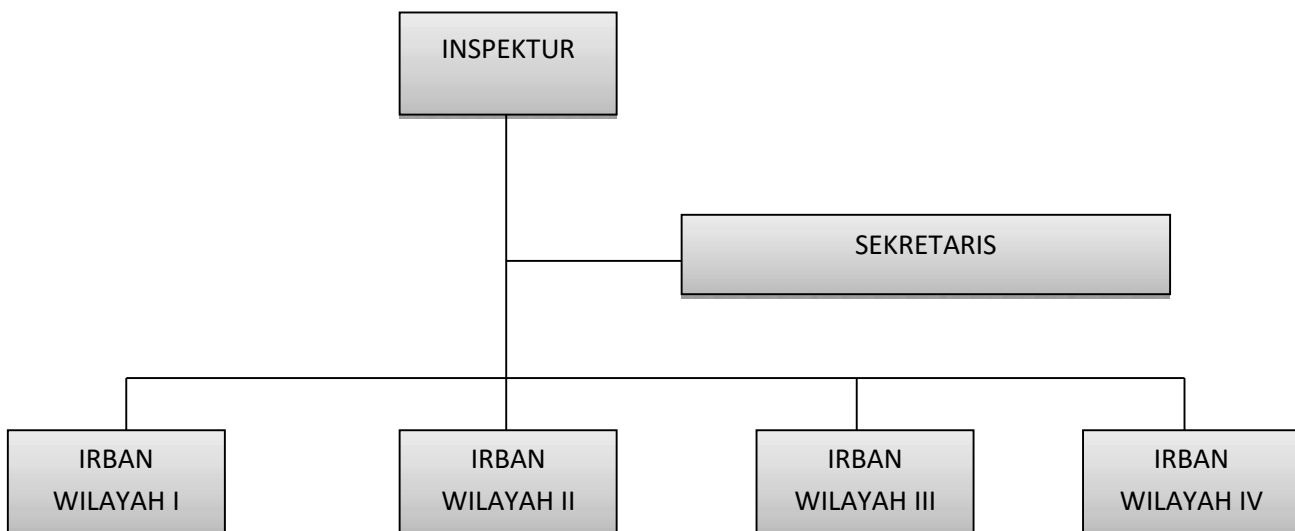 INSPEKTUR
SEKRETARIS
IRBAN
WILAYAH I
IRBAN
WILAYAH II
IRBAN
WILAYAH III
IRBAN
WILAYAH IV